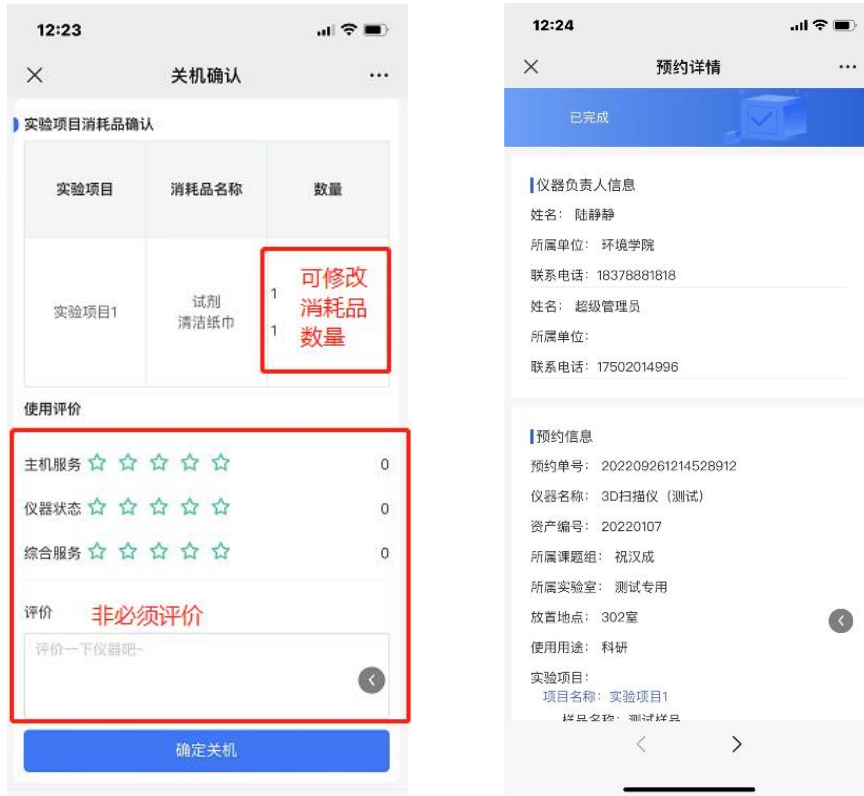 12:23
关机确认
实验项目消耗品确认
实验项目 消耗品名称 数量
实验项目1
试剂
清洁纸巾
1
1
可修改
消耗品
数量
使用评价
主机服务 0
仪器状态 0
综合服务 0
评价
非必须评价
评价一下仪器吧~
确定关机
12:24
预约详情
已完成
仪器负责人信息
姓名: 陆静静
所属单位: 环境学院
联系电话: 18378881818
姓名: 超级管理员
所属单位:
联系电话: 17502014996
预约信息
预约单号: 202209261214528912
仪器名称: 3D扫描仪 (测试)
资产编号: 20220107
所属课题组: 祝汉成
所属实验室: 测试专用
放置地点: 302室
使用用途: 科研
实验项目:
项目名称: 实验项目1
样品名称: 测试样品